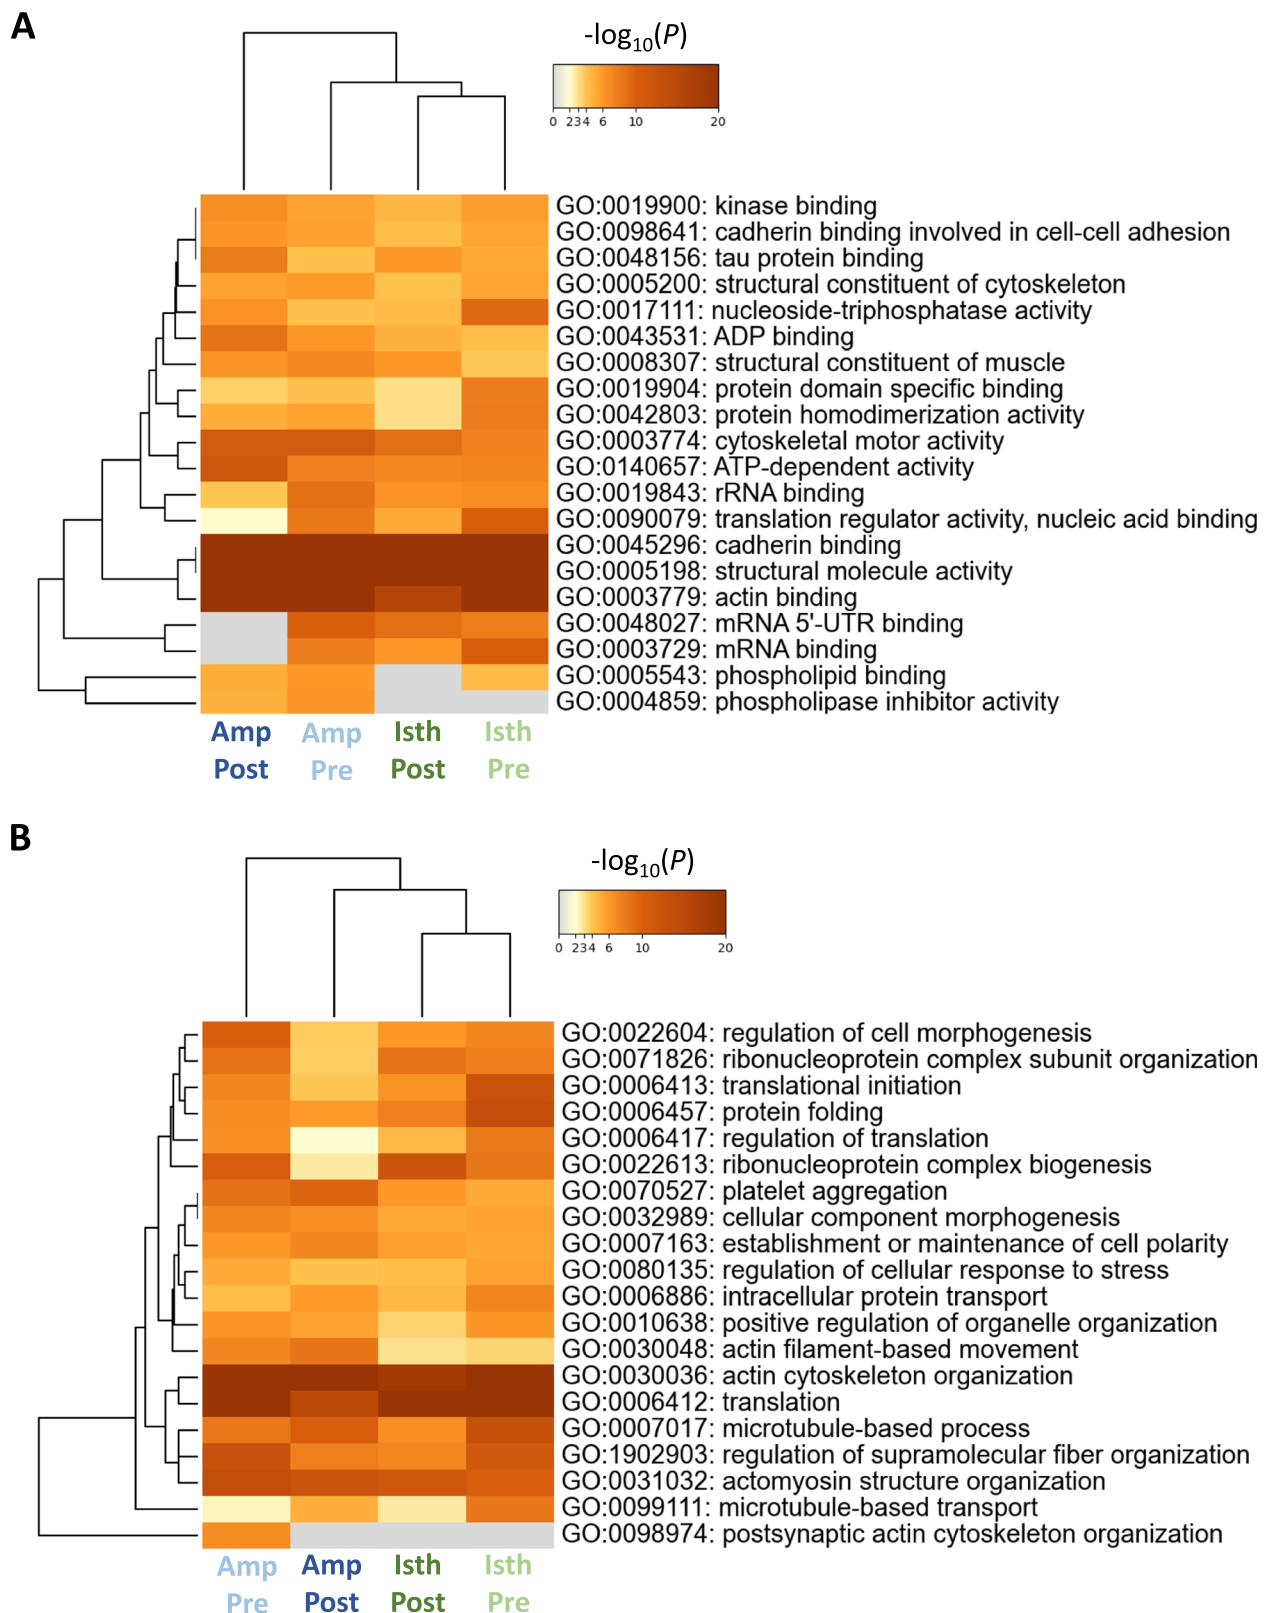 A
-log10(P)
0 2 3 4 6 10 20
GO:0019900: kinase binding
GO:0098641: cadherin binding involved in cell-cell adhesion
GO:0048156: tau protein binding
GO:0005200: structural constituent of cytoskeleton
GO:0017111: nucleoside-triphosphatase activity
GO:0043531: ADP binding
GO:0008307: structural constituent of muscle
GO:0019904: protein domain specific binding
GO:0042803: protein homodimerization activity
GO:0003774: cytoskeletal motor activity
GO:0140657: ATP-dependent activity
GO:0019843: rRNA binding
GO:0090079: translation regulator activity, nucleic acid binding
GO:0045296: cadherin binding
GO:0005198: structural molecule activity
GO:0003779: actin binding
GO:0048027: mRNA 5'-UTR binding
GO:0003729: mRNA binding
GO:0005543: phospholipid binding
GO:0004859: phospholipase inhibitor activity
Amp Amp Isth Isth
Post Pre Post Pre
B
-log10(P)
0 2 3 4 6 10 20
GO:0022604: regulation of cell morphogenesis
GO:0071826: ribonucleoprotein complex subunit organization
GO:0006413: translational initiation
GO:0006457: protein folding
GO:0006417: regulation of translation
GO:0022613: ribonucleoprotein complex biogenesis
GO:0070527: platelet aggregation
GO:0032989: cellular component morphogenesis
GO:0007163: establishment or maintenance of cell polarity
GO:0080135: regulation of cellular response to stress
GO:0006886: intracellular protein transport
GO:0010638: positive regulation of organelle organization
GO:0030048: actin filament-based movement
GO:0030036: actin cytoskeleton organization
GO:0006412: translation
GO:0007017: microtubule-based process
GO:1902903: regulation of supramolecular fiber organization
GO:0031032: actomyosin structure organization
GO:0099111: microtubule-based transport
GO:0098974: postsynaptic actin cytoskeleton organization
Amp Amp Isth Isth
Pre Post Post Pre